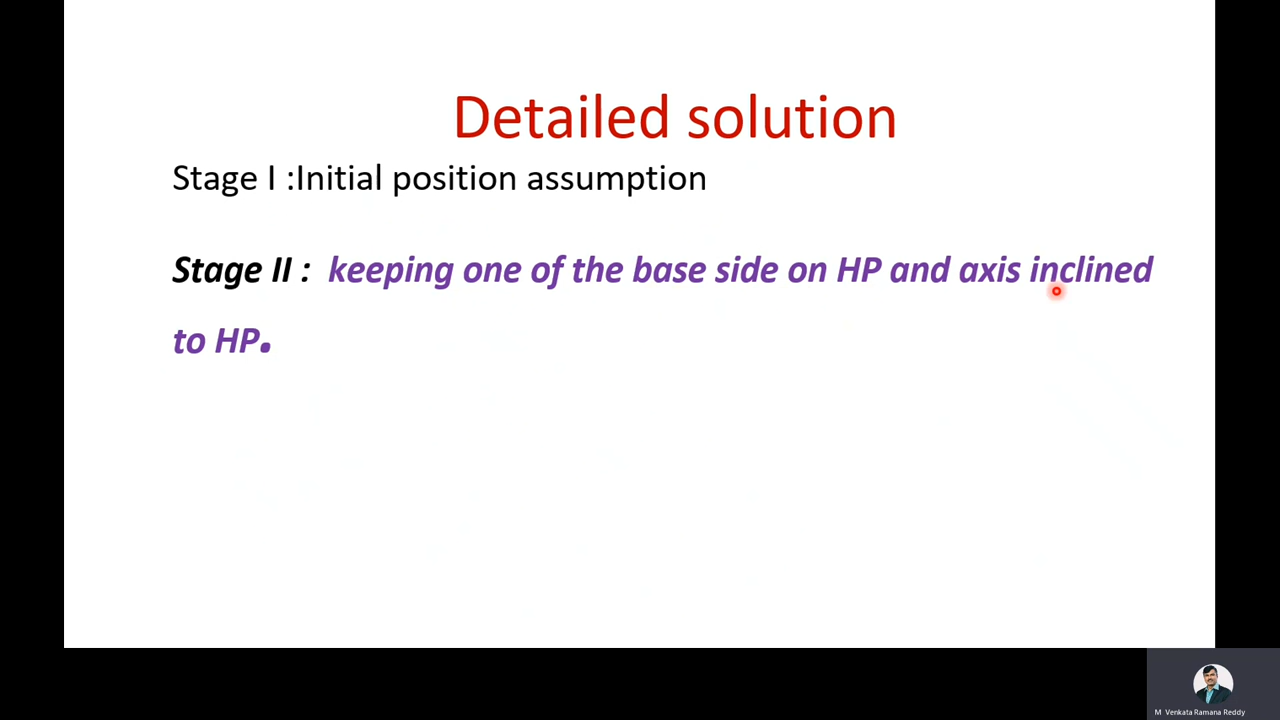 Detailed solution
Stage I :Initial position assumption
Stage II : keeping one of the base side on HP and axis inclined
to HP.
M Venkata Ramana Reddy